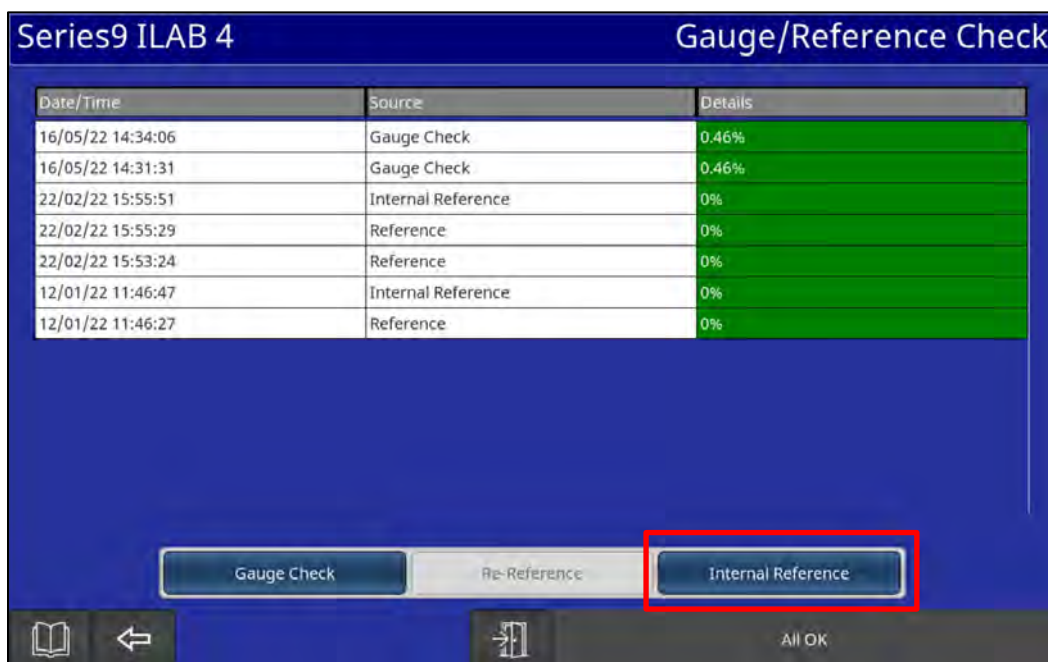 Series9 ILAB 4 Gauge/Reference Check
Date/Time Source Details
16/05/22 14:34:06 Gauge Check 0.46%
16/05/22 14:31:31 Gauge Check 0.46%
22/02/22 15:55:51 Internal Reference 0%
22/02/22 15:55:29 Reference 0%
22/02/22 15:53:24 Reference 0%
12/01/22 11:46:47 Internal Reference 0%
12/01/22 11:46:27 Reference 0%
Gauge Check Re-Reference Internal Reference
All OK